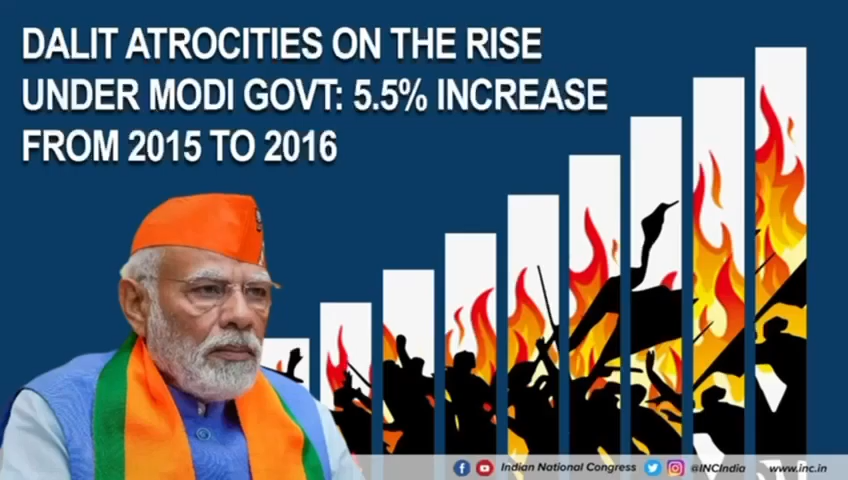 DALIT ATROCITIES ON THE RISE
UNDER MODI GOVT: 5.5% INCREASE
FROM 2015 TO 2016
Indian National Congress @INCIndia www.inc.in